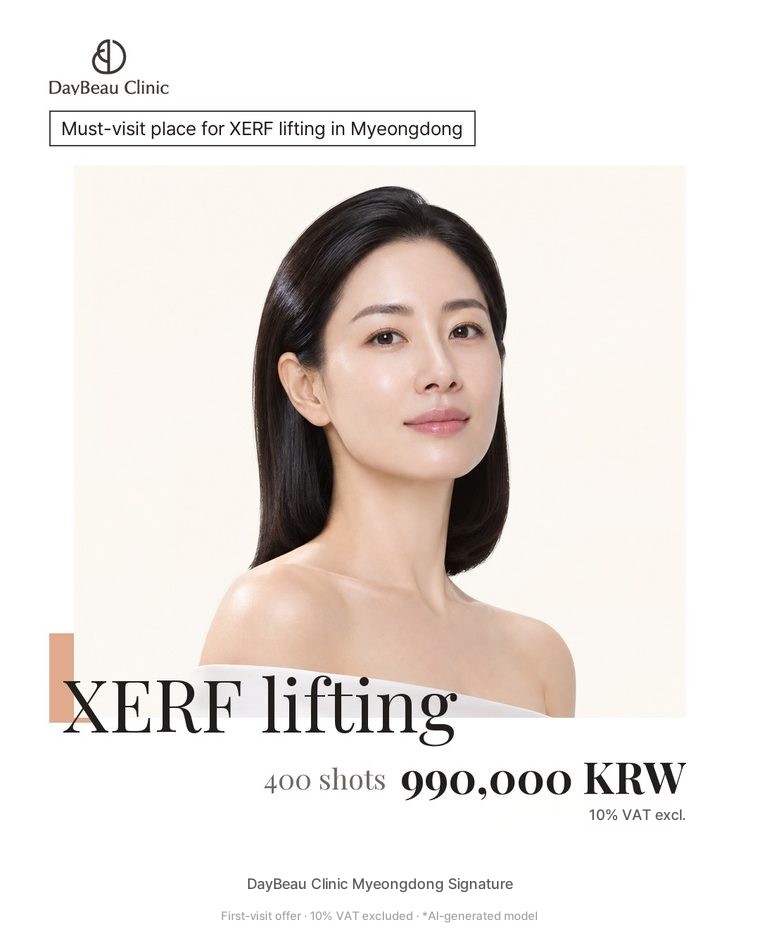 DayBeau Clinic
Must-visit place for XERF lifting in Myeongdong
XERF lifting
400 shots 990,000 KRW
10% VAT excl.
DayBeau Clinic Myeongdong Signature
First-visit offer · 10% VAT excluded · *AI-generated model